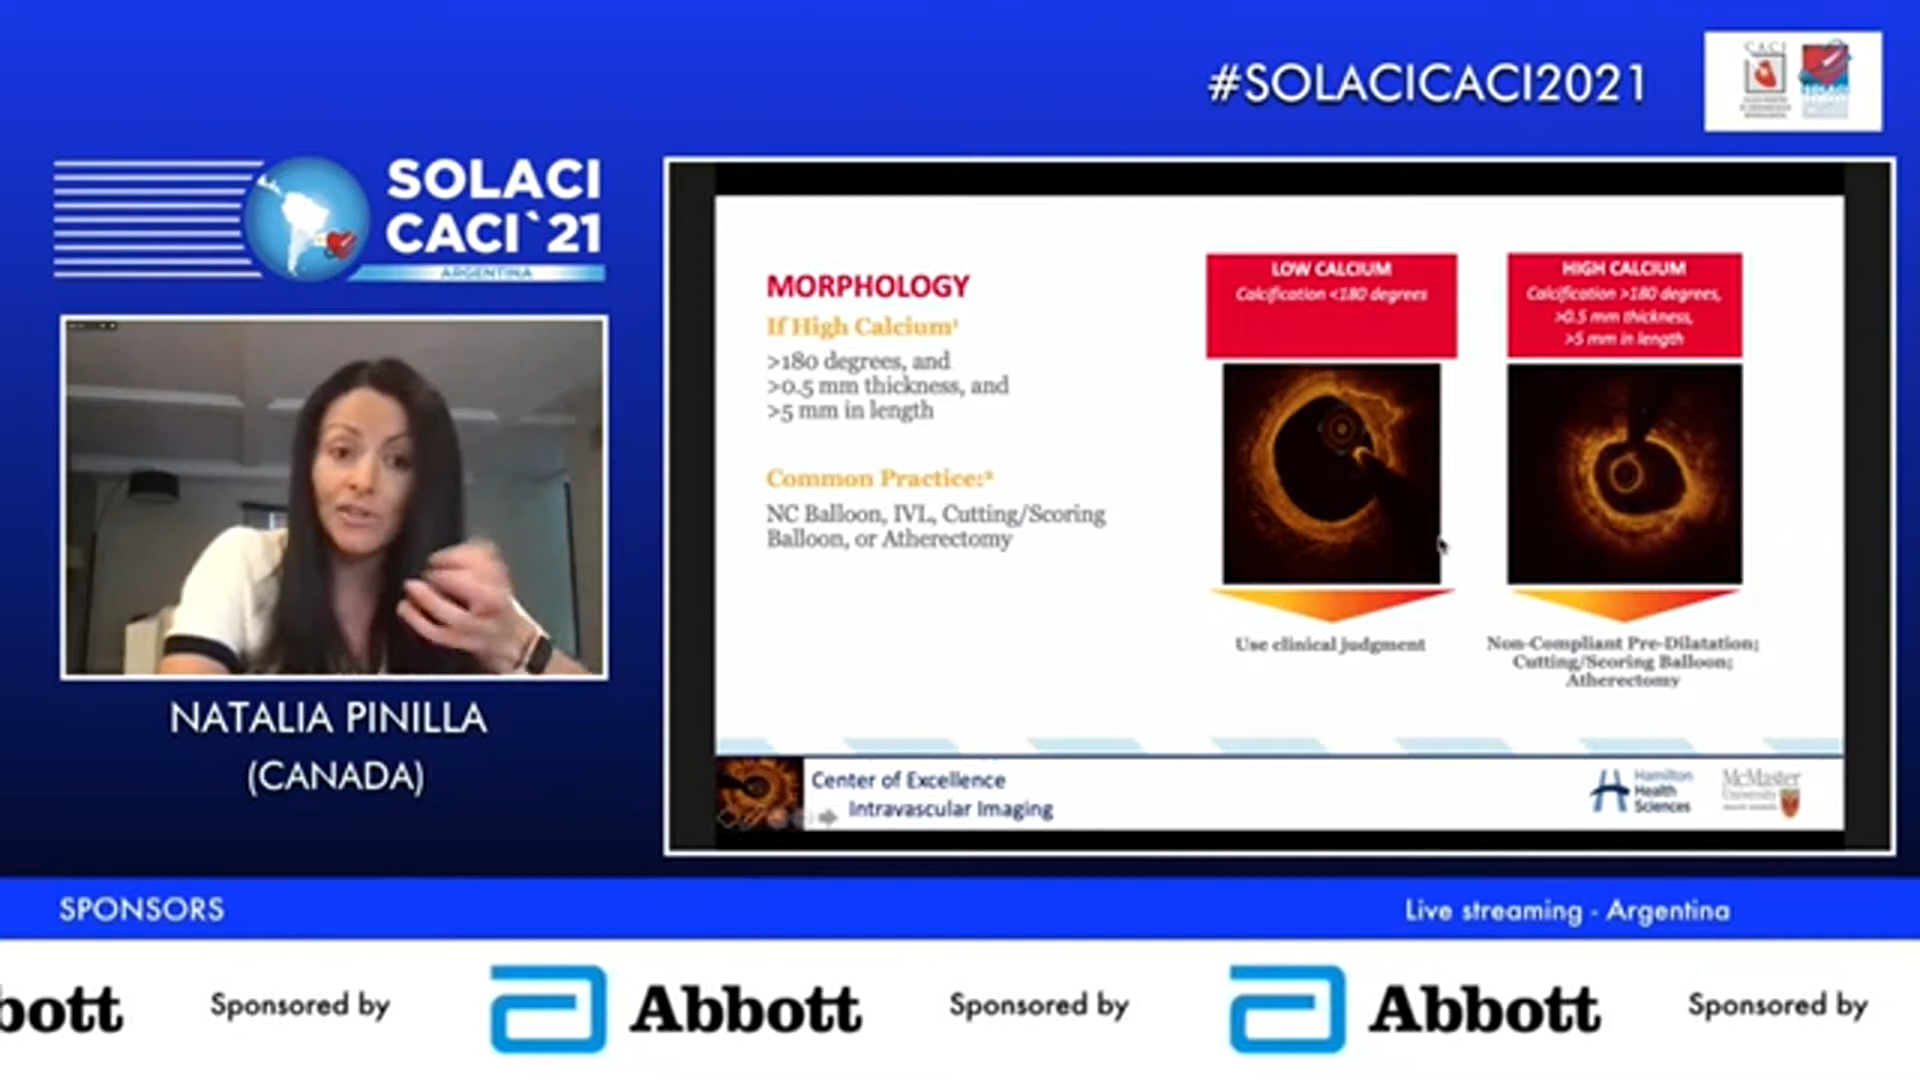 #SOLACICACI2021
CACI
SOLACI
SOLACI
CACI`21
ARGENTINA
NATALIA PINILLA
(CANADA)
MORPHOLOGY
If High Calcium¹
>180 degrees, and
>0.5 mm thickness, and
>5 mm in length
Common Practice:²
NC Balloon, IVL, Cutting/Scoring
Balloon, or Atherectomy
LOW CALCIUM
Calcification <180 degrees
Use clinical judgment
HIGH CALCIUM
Calcification >180 degrees,
>0.5 mm thickness,
>5 mm in length
Non-Compliant Pre-Dilatation;
Cutting/Scoring Balloon;
Atherectomy
Center of Excellence
Intravascular Imaging
Hamilton
Health
Sciences
McMaster
University
SPONSORS
Live streaming - Argentina
bott
Sponsored by
Abbott
Sponsored by
Abbott
Sponsored by